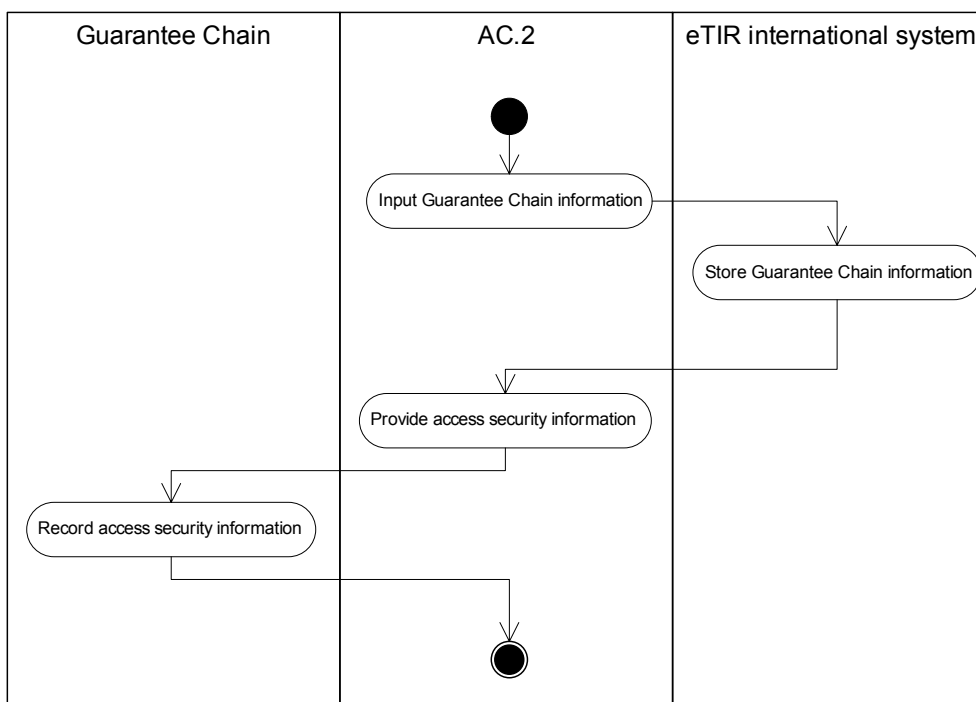 Guarantee Chain
AC.2
eTIR international system
Input Guarantee Chain information
Store Guarantee Chain information
Provide access security information
Record access security information